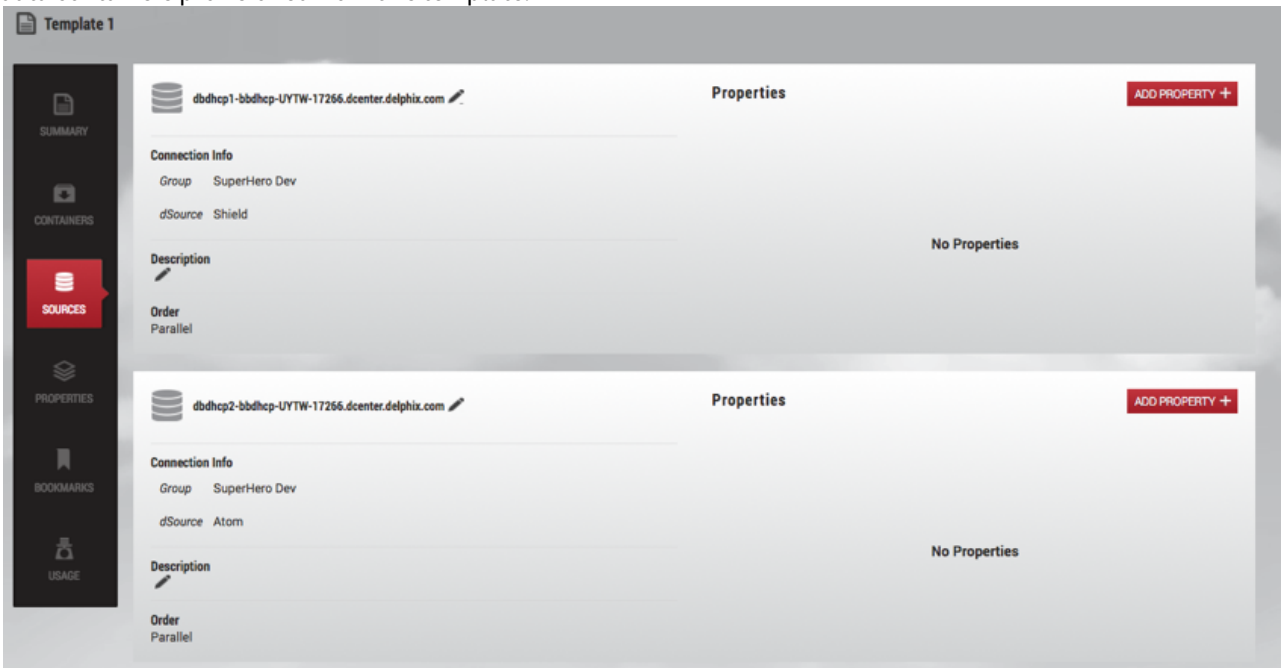 Template 1
SUMMARY
CONTAINERS
SOURCES
PROPERTIES
BOOKMARKS
USAGE
dbdhcp1-bbdhcp-UYTW-17266.dcenter.delphix.com
Properties
ADD PROPERTY +
Connection Info
Group SuperHero Dev
dSource Shield
No Properties
Description
Order
Parallel
dbdhcp2-bbdhcp-UYTW-17266.dcenter.delphix.com
Properties
ADD PROPERTY +
Connection Info
Group SuperHero Dev
dSource Atom
No Properties
Description
Order
Parallel